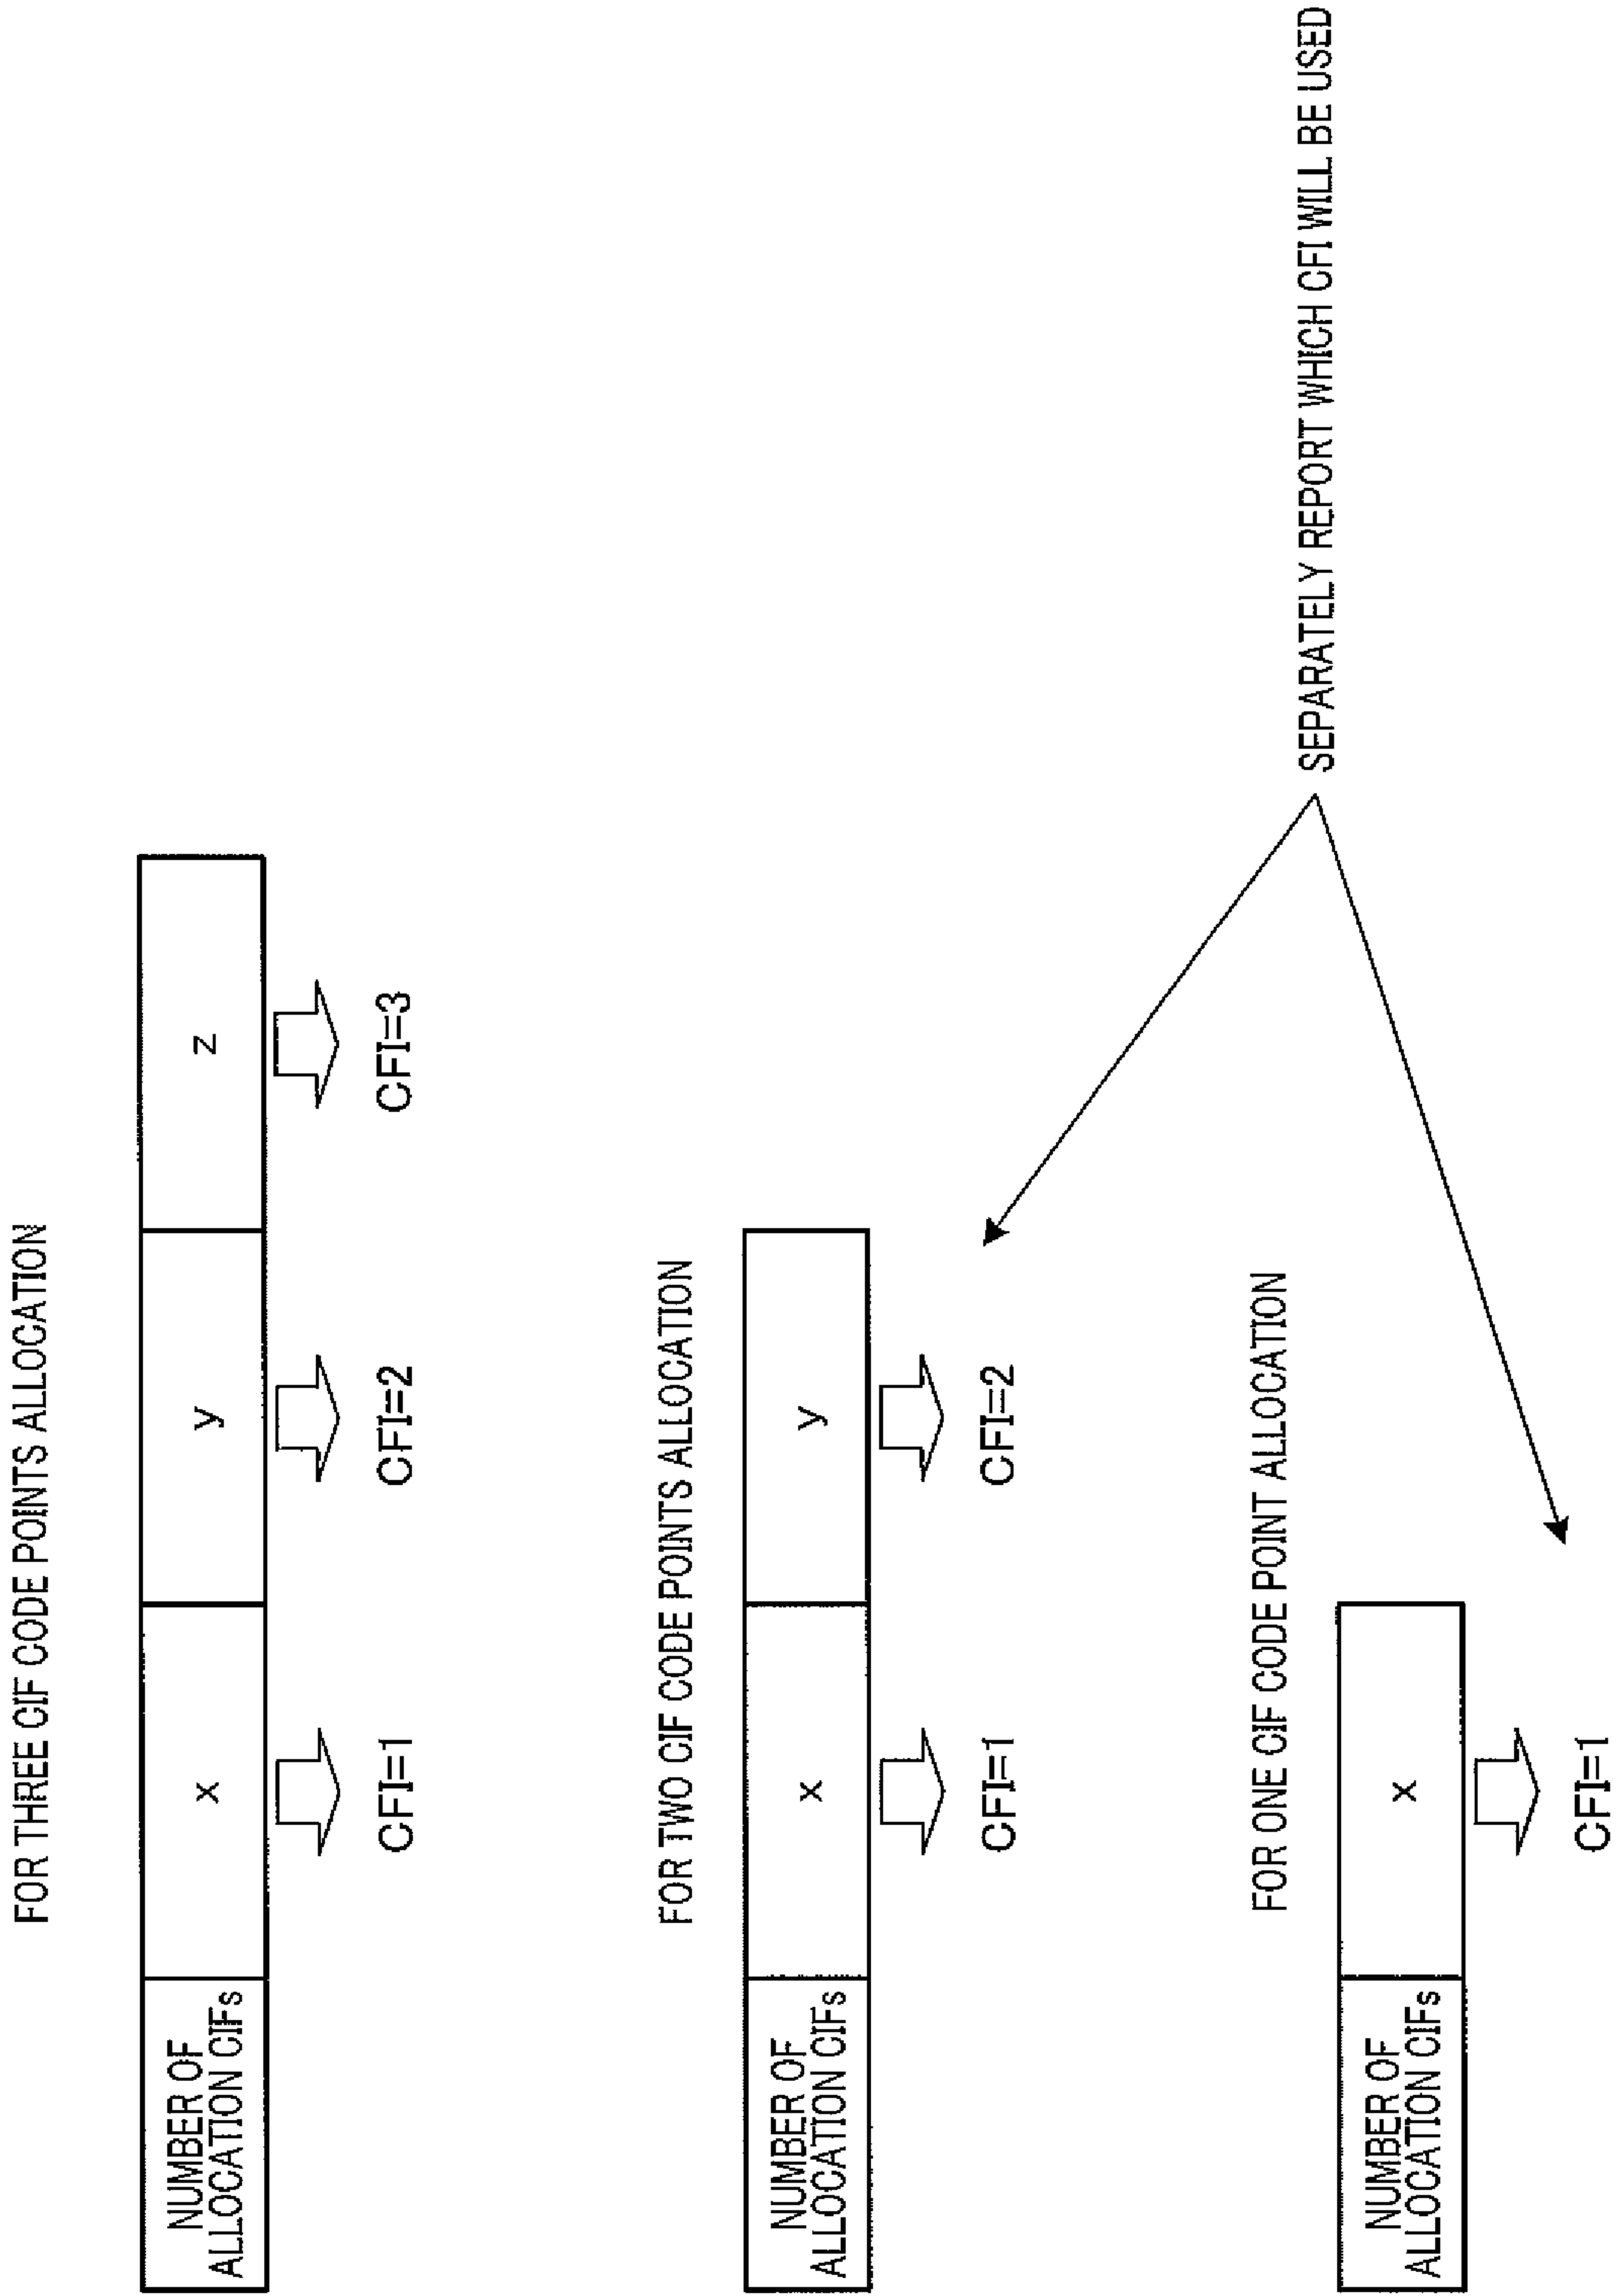 FOR THREE CIF CODE POINTS ALLOCATION
NUMBER OF
ALLOCATION CIFs
x
y
z
CFI=1
CFI=2
CFI=3
FOR TWO CIF CODE POINTS ALLOCATION
NUMBER OF
ALLOCATION CIFs
x
y
CFI=1
CFI=2
SEPARATELY REPORT WHICH CFI WILL BE USED
FOR ONE CIF CODE POINT ALLOCATION
NUMBER OF
ALLOCATION CIFs
x
CFI=1